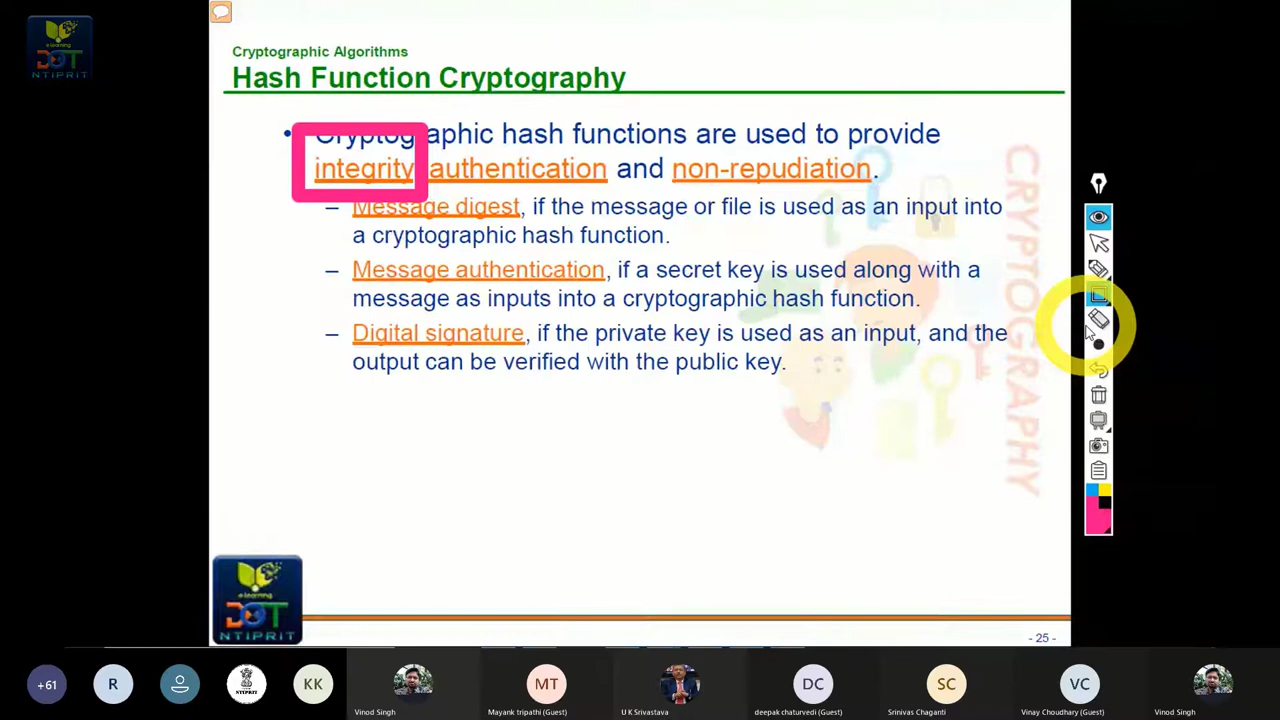 e-learning
DOT
NTIPRIT
Cryptographic Algorithms
Hash Function Cryptography
• Cryptographic hash functions are used to provide
integrity, authentication and non-repudiation.
– Message digest, if the message or file is used as an input into
a cryptographic hash function.
– Message authentication, if a secret key is used along with a
message as inputs into a cryptographic hash function.
– Digital signature, if the private key is used as an input, and the
output can be verified with the public key.
CRYPTOGRAPHY
e-learning
DOT
NTIPRIT
- 25 -
+61
R
NTIPRIT
KK
MT
DC
SC
VC
Vinod Singh
Mayank tripathi (Guest)
U K Srivastava
deepak chaturvedi (Guest)
Srinivas Chaganti
Vinay Choudhary (Guest)
Vinod Singh